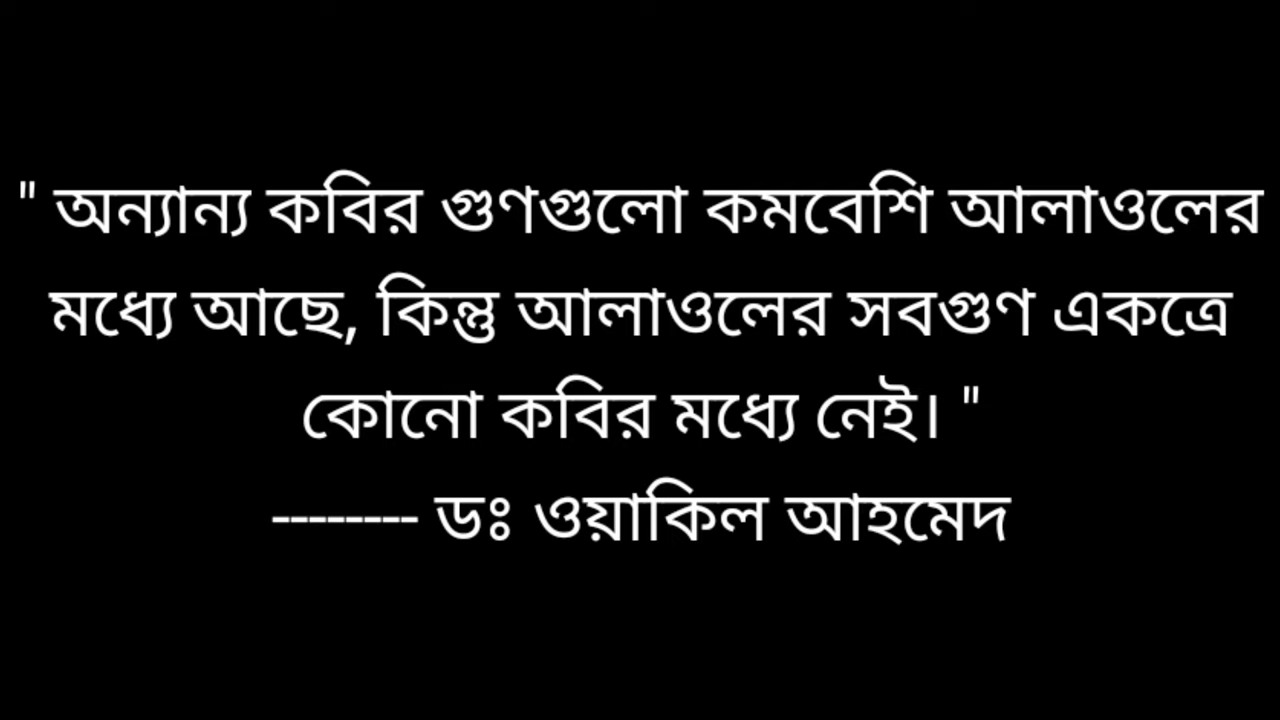 " অন্যান্য কবির গুণগুলো কমবেশি আলাওলের
মধ্যে আছে, কিন্তু আলাওলের সবগুণ একত্রে
কোনো কবির মধ্যে নেই। "
-------- ডঃ ওয়াকিল আহমেদ